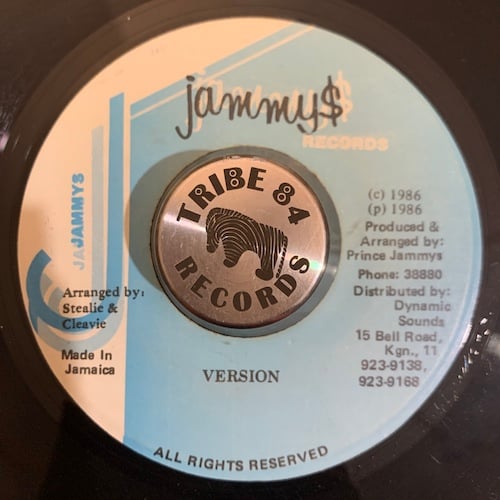 jammy$
RECORDS
TRIBE 84
RECORDS
JAJAMMYS
(c) 1986
(p) 1986
Produced &
Arranged by:
Prince Jammys
Phone: 38880
Distributed by:
Dynamic
Sounds
15 Bell Road,
Kgn., 11
923-9138,
923-9168
Arranged by:
Stealie &
Cleavie
Made In
Jamaica
VERSION
ALL RIGHTS RESERVED